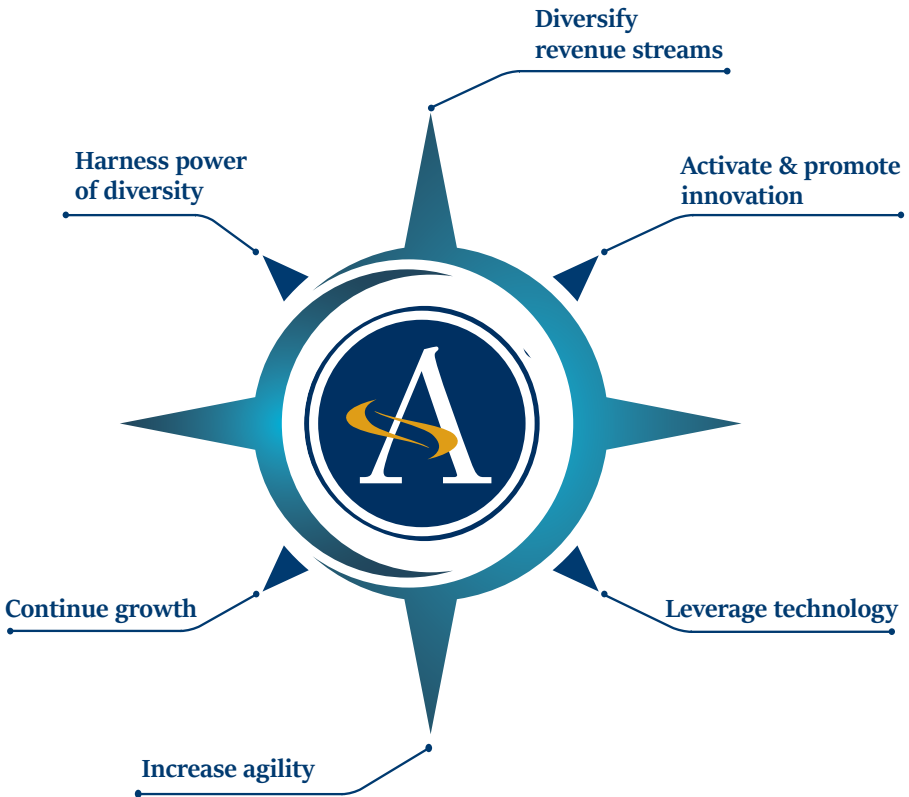 Diversify
revenue streams
Harness power
of diversity
Activate & promote
innovation
A
Continue growth
Leverage technology
Increase agility